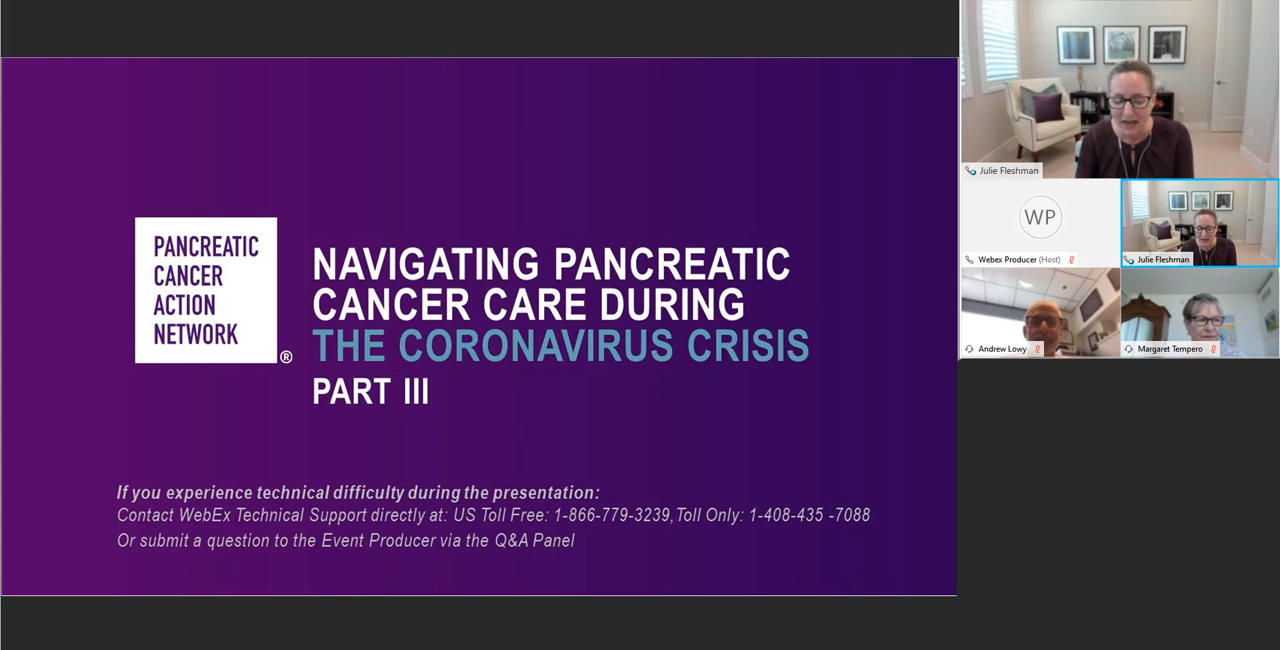 PANCREATIC
CANCER
ACTION
NETWORK
®
NAVIGATING PANCREATIC
CANCER CARE DURING
THE CORONAVIRUS CRISIS
PART III
If you experience technical difficulty during the presentation:
Contact WebEx Technical Support directly at: US Toll Free: 1-866-779-3239, Toll Only: 1-408-435 -7088
Or submit a question to the Event Producer via the Q&A Panel
Julie Fleshman
WP
Webex Producer (Host)
Julie Fleshman
Andrew Lowy
Margaret Tempero